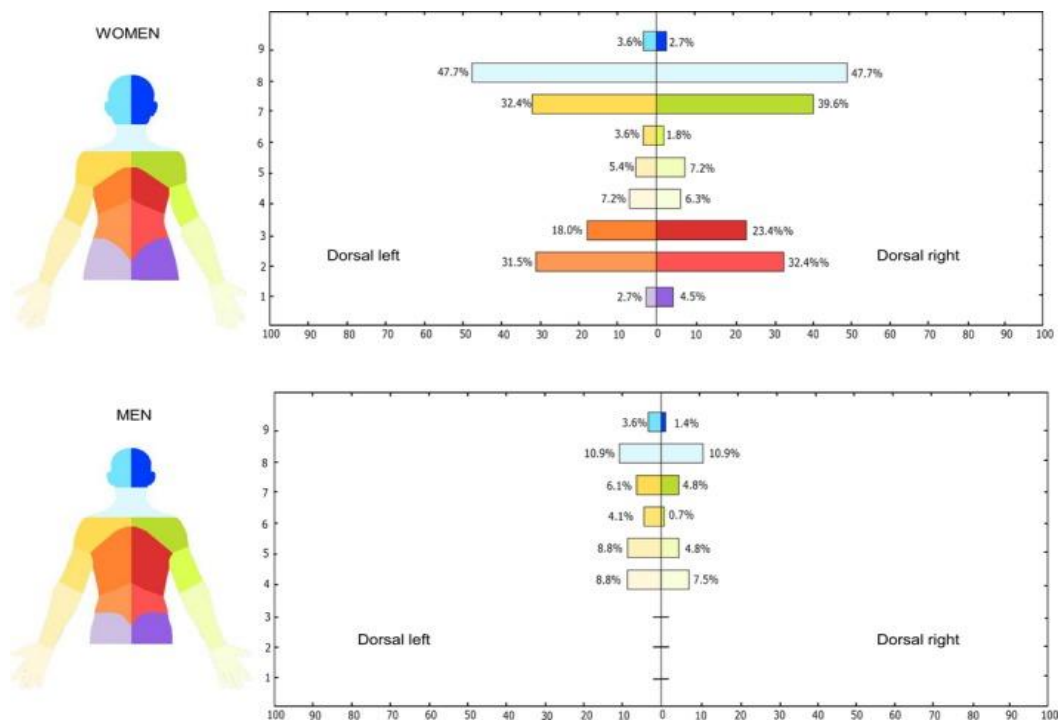 WOMEN
9 3.6% 2.7%
8 47.7% 47.7%
7 32.4% 39.6%
6 3.6% 1.8%
5 5.4% 7.2%
4 7.2% 6.3%
3 18.0% 23.4%%
Dorsal left Dorsal right
2 31.5% 32.4%%
1 2.7% 4.5%
100 90 80 70 60 50 40 30 20 10 0 10 20 30 40 50 60 70 80 90 100
MEN
9 3.6% 1.4%
8 10.9% 10.9%
7 6.1% 4.8%
6 4.1% 0.7%
5 8.8% 4.8%
4 8.8% 7.5%
3
2 Dorsal left Dorsal right
1
100 90 80 70 60 50 40 30 20 10 0 10 20 30 40 50 60 70 80 90 100